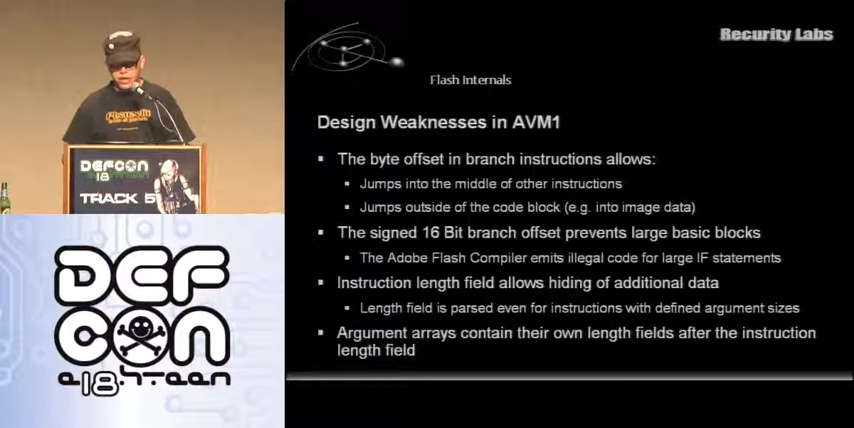 Recurity Labs
Flash Internals
Design Weaknesses in AVM1
The byte offset in branch instructions allows:
Jumps into the middle of other instructions
Jumps outside of the code block (e.g. into image data)
The signed 16 Bit branch offset prevents large basic blocks
The Adobe Flash Compiler emits illegal code for large IF statements
Instruction length field allows hiding of additional data
Length field is parsed even for instructions with defined argument sizes
Argument arrays contain their own length fields after the instruction
length field
DEFCON
18
TRACK 5
DEF
CON